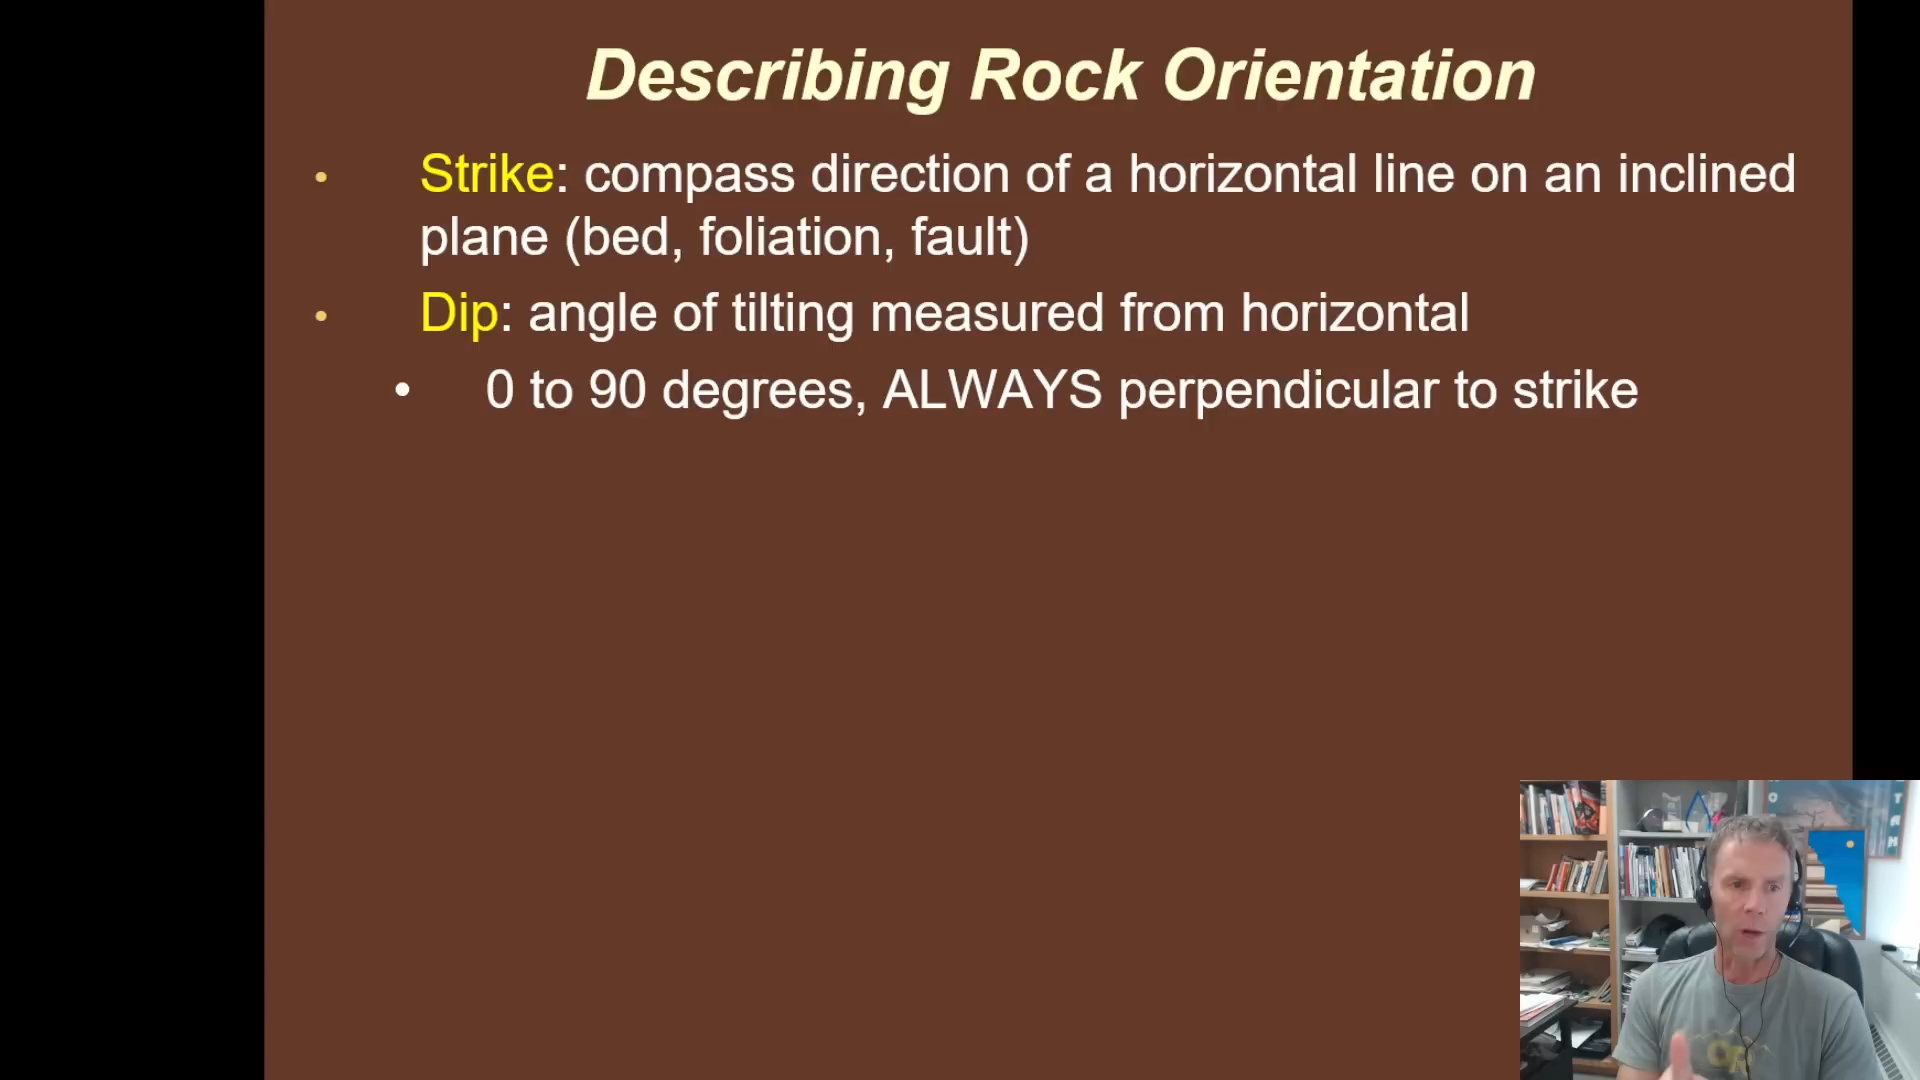 Describing Rock Orientation
• Strike: compass direction of a horizontal line on an inclined
plane (bed, foliation, fault)
• Dip: angle of tilting measured from horizontal
• 0 to 90 degrees, ALWAYS perpendicular to strike